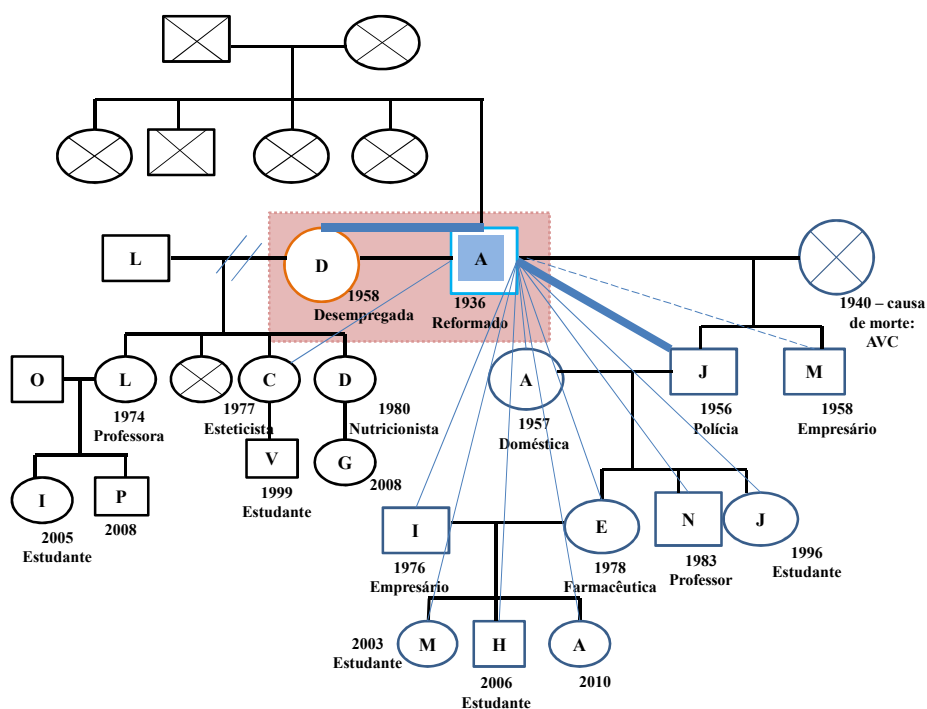 L
D
A
1958
Desempregada
1936
Reformado
1940 – causa
de morte:
AVC
O
L
C
D
A
J
M
1974
Professora
1977
Esteticista
1980
Nutricionista
1957
Doméstica
1956
Polícia
1958
Empresário
V
G
1999
Estudante
2008
I
P
2005
Estudante
2008
I
E
N
J
1976
Empresário
1978
Farmacêutica
1983
Professor
1996
Estudante
M
H
A
2003
Estudante
2006
Estudante
2010